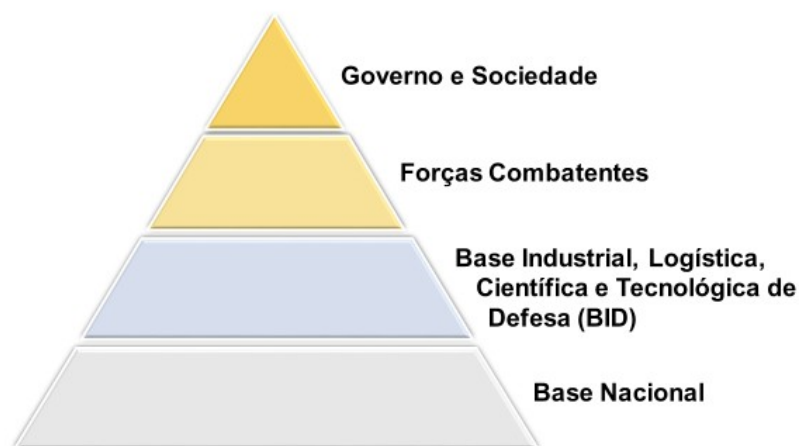 Governo e Sociedade
Forças Combatentes
Base Industrial, Logística,
Científica e Tecnológica de
Defesa (BID)
Base Nacional